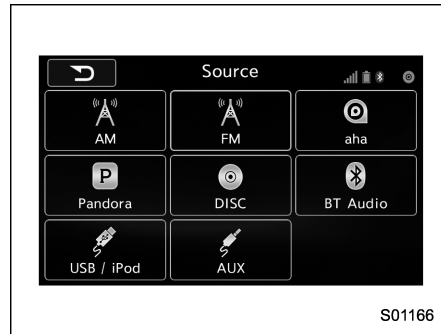 Source
AM
FM
aha
P
Pandora
DISC
BT Audio
USB / iPod
AUX
S01166